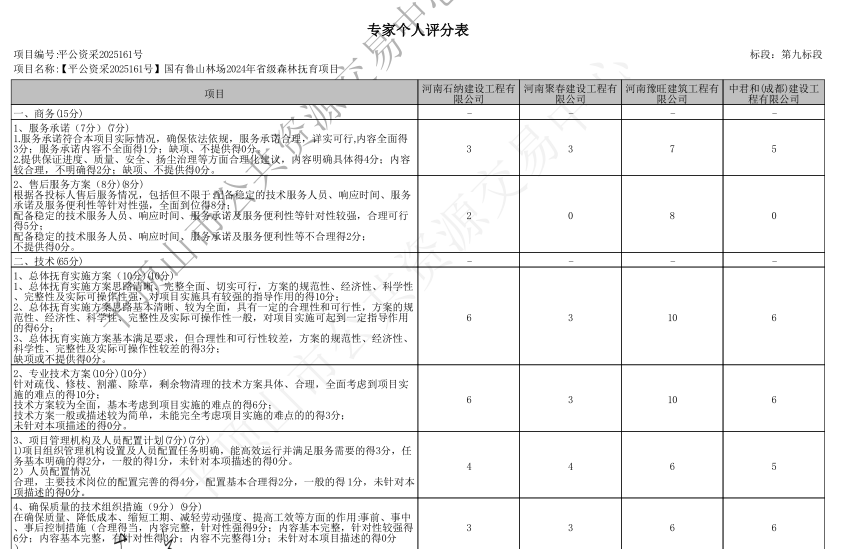 专家个人评分表
项目编号:平公资采2025161号
标段：第九标段
项目名称:【平公资采2025161号】国有鲁山林场2024年省级森林抚育项目
项目 河南石纳建设工程有限公司 河南聚春建设工程有限公司 河南豫旺建筑工程有限公司 中君和(成都)建设工程有限公司
一、商务(15分) – – – –
1、服务承诺（7分）(7分)
1.服务承诺符合本项目实际情况，确保依法依规，服务承诺合理，详实可行,内容全面得
3分；服务承诺内容不全面得1分；缺项、不提供得0分。
2.提供保证进度、质量、安全、扬尘治理等方面合理化建议，内容明确具体得4分；内容
较合理，不明确得2分；缺项、不提供得0分。
3 3 7 5
2、售后服务方案（8分)(8分)
根据各投标人售后服务情况，包括但不限于:配备稳定的技术服务人员、响应时间、服务
承诺及服务便利性等针对性强，全面到位得8分；
配备稳定的技术服务人员、响应时间、服务承诺及服务便利性等针对性较强，合理可行
得5分；
配备稳定的技术服务人员、响应时间、服务承诺及服务便利性等不合理得2分；
不提供得0分。
2 0 8 0
二、技术(65分) – – – –
1、总体抚育实施方案（10分)(10分)
1、总体抚育实施方案思路清晰、完整全面、切实可行，方案的规范性、经济性、科学性
、完整性及实际可操作性强、对项目实施具有较强的指导作用的得10分；
2、总体抚育实施方案思路基本清晰、较为全面，具有一定的合理性和可行性，方案的规
范性、经济性、科学性、完整性及实际可操作性一般，对项目实施可起到一定指导作用
的得6分；
3、总体抚育实施方案基本满足要求，但合理性和可行性较差，方案的规范性、经济性、
科学性、完整性及实际可操作性较差的得3分；
缺项或不提供得0分。
6 3 10 6
2、专业技术方案(10分)(10分)
针对疏伐、修枝、割灌、除草，剩余物清理的技术方案具体、合理，全面考虑到项目实
施的难点的得10分；
技术方案较为全面，基本考虑到项目实施的难点的得6分；
技术方案一般或描述较为简单，未能完全考虑项目实施的难点的的得3分；
未针对本项描述的得0分。
6 3 10 6
3、项目管理机构及人员配置计划(7分)(7分)
1)项目组织管理机构设置及人员配置任务明确，能高效运行并满足服务需要的得3分，任
务基本明确的得2分，一般的得1分，未针对本项描述的得0分。
2）人员配置情况
合理，主要技术岗位的配置完善的得4分，配置基本合理得2分，一般的得 1分，未针对本
项描述的得0分。
4 4 6 5
4、确保质量的技术组织措施（9分）(9分)
在确保质量、降低成本、缩短工期、减轻劳动强度、提高工效等方面的作用:事前、事中
、事后控制措施（合理得当，内容完整，针对性强得9分；内容基本完整，针对性较强得
6分；内容基本完整，有针对性得3分；内容不完整得1分；未针对本项目描述的得0分
3 3 6 6
平顶山市公共资源交易中心
平顶山市公共资源交易中心